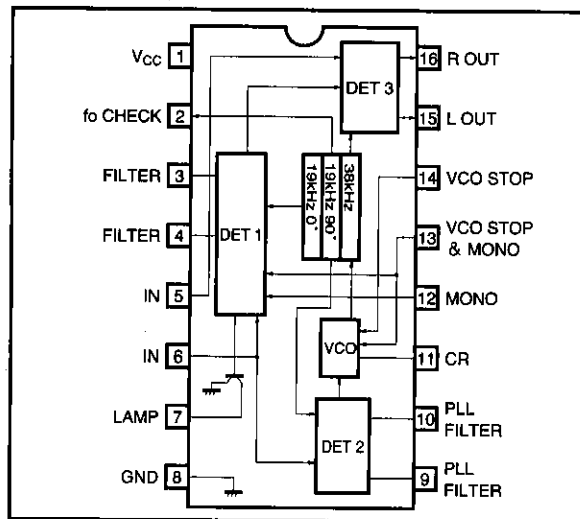 VCC 1
fo CHECK 2
FILTER 3
FILTER 4
IN 5
IN 6
LAMP 7
GND 8
DET 1
DET 3
19kHz 0°
19kHz 90°
38kHz
VCO
DET 2
16 R OUT
15 L OUT
14 VCO STOP
13 VCO STOP
& MONO
12 MONO
11 CR
10 PLL
FILTER
9 PLL
FILTER